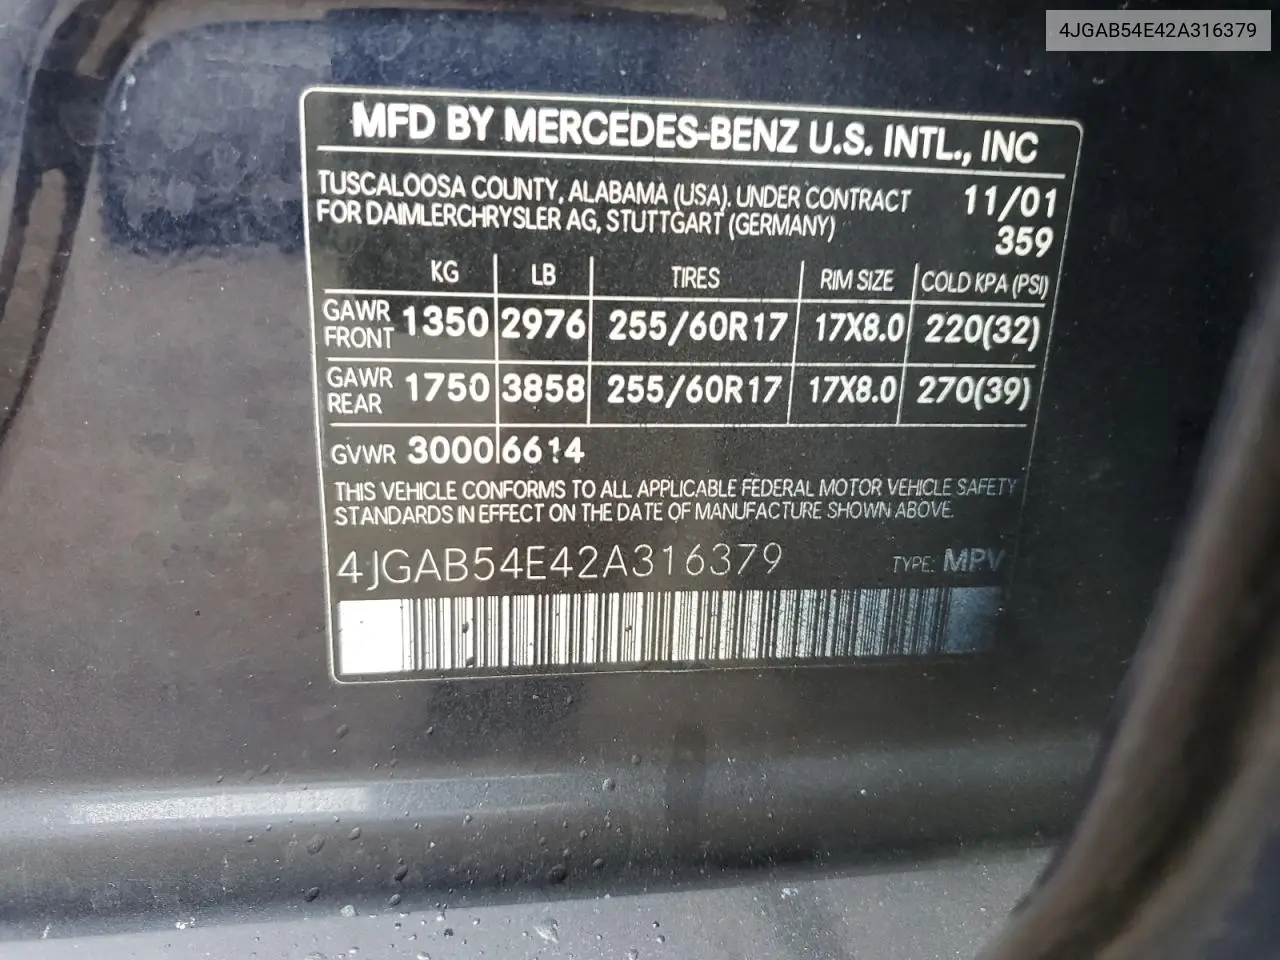 4JGAB54E42A316379
MFD BY MERCEDES-BENZ U.S. INTL., INC
TUSCALOOSA COUNTY, ALABAMA (USA). UNDER CONTRACT 11/01
FOR DAIMLERCHRYSLER AG, STUTTGART (GERMANY) 359
KG LB TIRES RIM SIZE COLD KPA (PSI)
GAWR FRONT 1350 2976 255/60R17 17X8.0 220(32)
GAWR REAR 1750 3858 255/60R17 17X8.0 270(39)
GVWR 3000 6614
THIS VEHICLE CONFORMS TO ALL APPLICABLE FEDERAL MOTOR VEHICLE SAFETY
STANDARDS IN EFFECT ON THE DATE OF MANUFACTURE SHOWN ABOVE.
4JGAB54E42A316379 TYPE: MPV